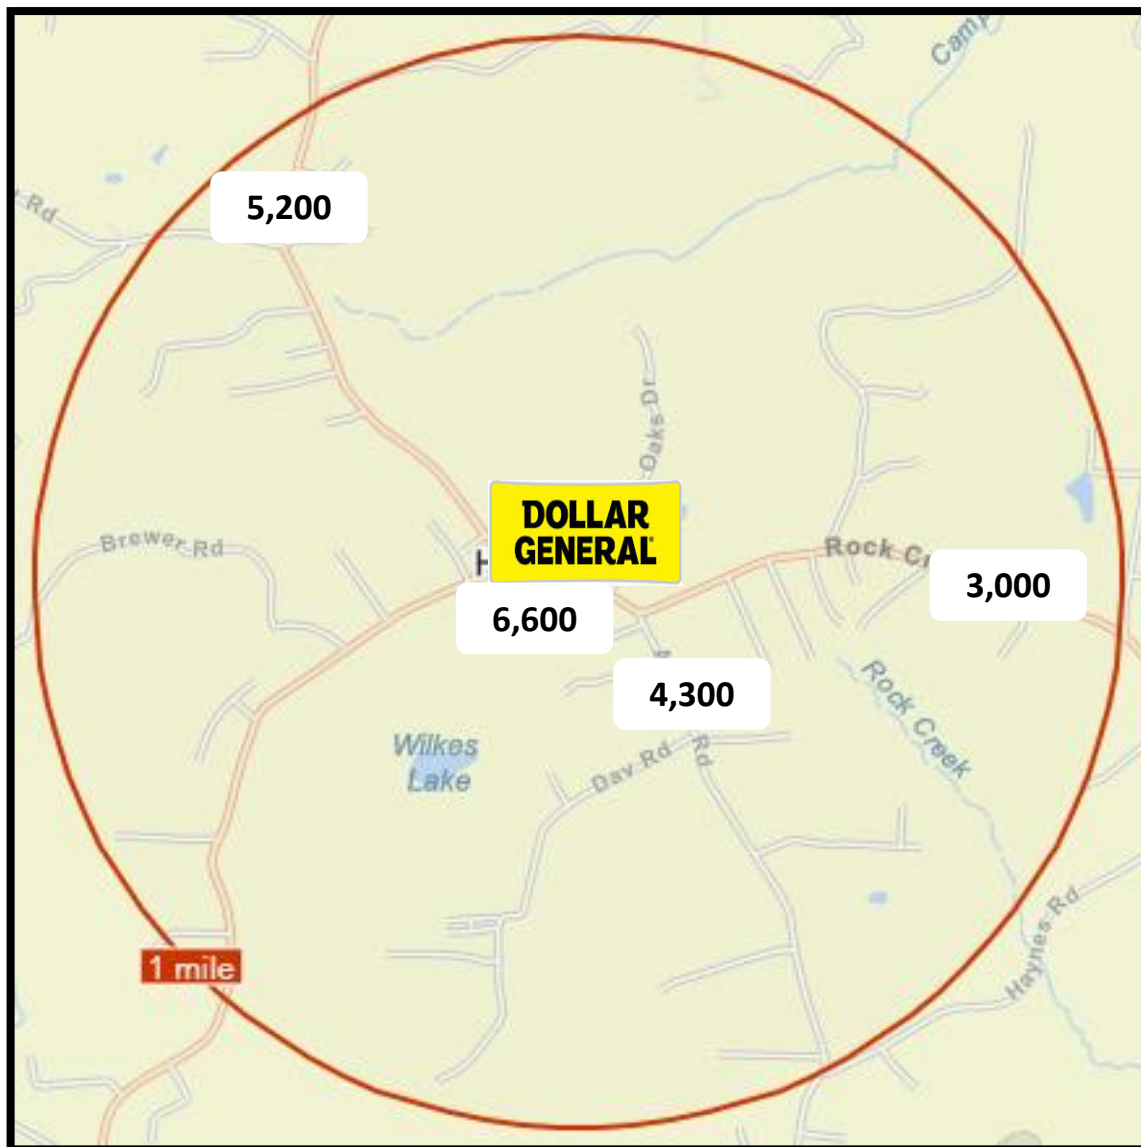 Camp
Rd
5,200
Oaks Dr
DOLLAR
GENERAL
Brewer Rd
H
Rock Cr
3,000
6,600
4,300
Rock Creek
Rd
Wilkes
Lake
Day Rd
Haynes Rd
1 mile